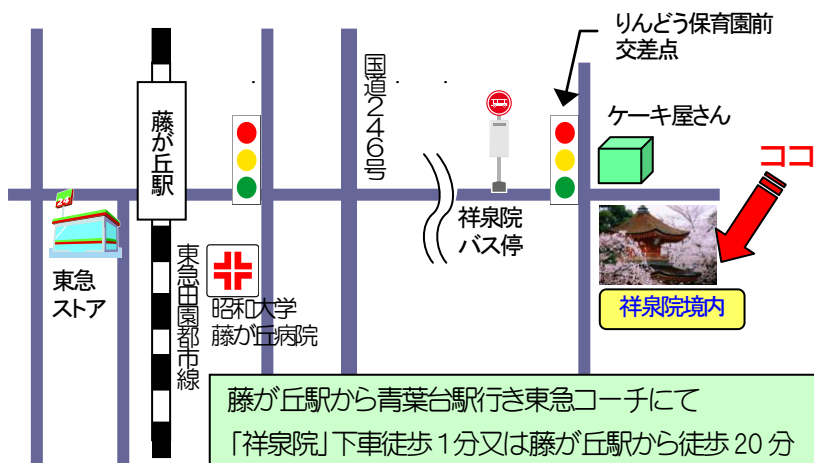 りんどう保育園前
交差点
国道246号
ケーキ屋さん
ココ
藤が丘駅
24
祥泉院
バス停
東急
ストア
東急田園都市線
昭和大学
藤が丘病院
祥泉院境内
藤が丘駅から青葉台駅行き東急コーチにて
「祥泉院」下車徒歩1分又は藤が丘駅から徒歩20分